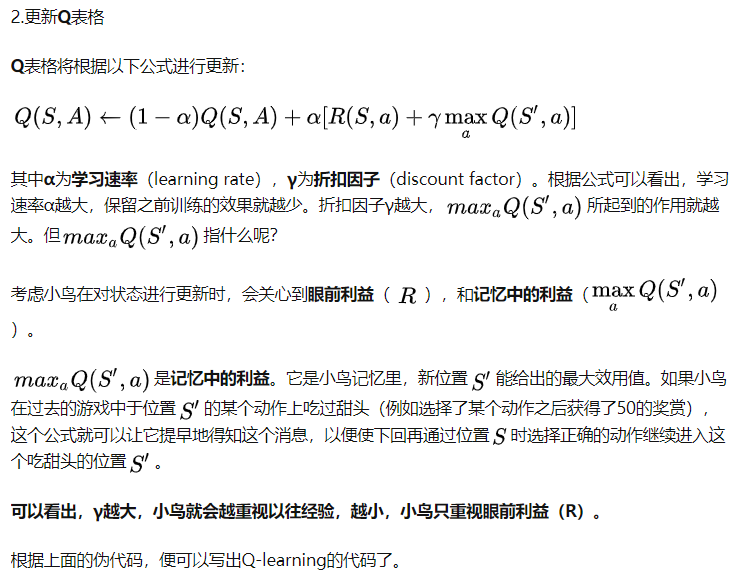 2.更新Q表格
Q表格将根据以下公式进行更新：
Q(S, A) ← (1 − α)Q(S, A) + α[R(S, a) + γ max_a Q(S′, a)]
其中α为学习速率（learning rate），γ为折扣因子（discount factor）。根据公式可以看出，学习
速率α越大，保留之前训练的效果就越少。折扣因子γ越大， max_aQ(S′, a) 所起到的作用就越
大。但 max_aQ(S′, a) 指什么呢?
考虑小鸟在对状态进行更新时，会关心到眼前利益（ R ），和记忆中的利益（ max_a Q(S′, a)
）。
max_aQ(S′, a) 是记忆中的利益。它是小鸟记忆里，新位置 S′ 能给出的最大效用值。如果小鸟
在过去的游戏中于位置 S′ 的某个动作上吃过甜头（例如选择了某个动作之后获得了50的奖赏），
这个公式就可以让它提早地得知这个消息，以便使下回再通过位置 S 时选择正确的动作继续进入这
个吃甜头的位置 S′ 。
可以看出，γ越大，小鸟就会越重视以往经验，越小，小鸟只重视眼前利益（R）。
根据上面的伪代码，便可以写出Q-learning的代码了。